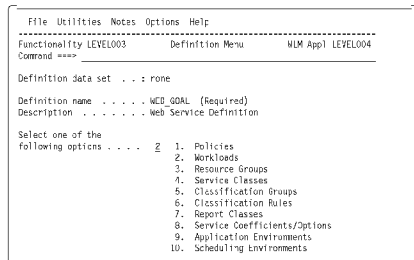 File Utilities Notes Options Help
Functionality LEVEL003 Definition Menu WLM Appl LEVEL004
Command ===>
Definition data set . . : none
Definition name . . . . . WEB_GOAL (Required)
Description . . . . . . . Web Service Definition
Select one of the
following options . . . . 2 1. Policies
2. Workloads
3. Resource Groups
4. Service Classes
5. Classification Groups
6. Classification Rules
7. Report Classes
8. Service Coefficients/Options
9. Application Environments
10. Scheduling Environments